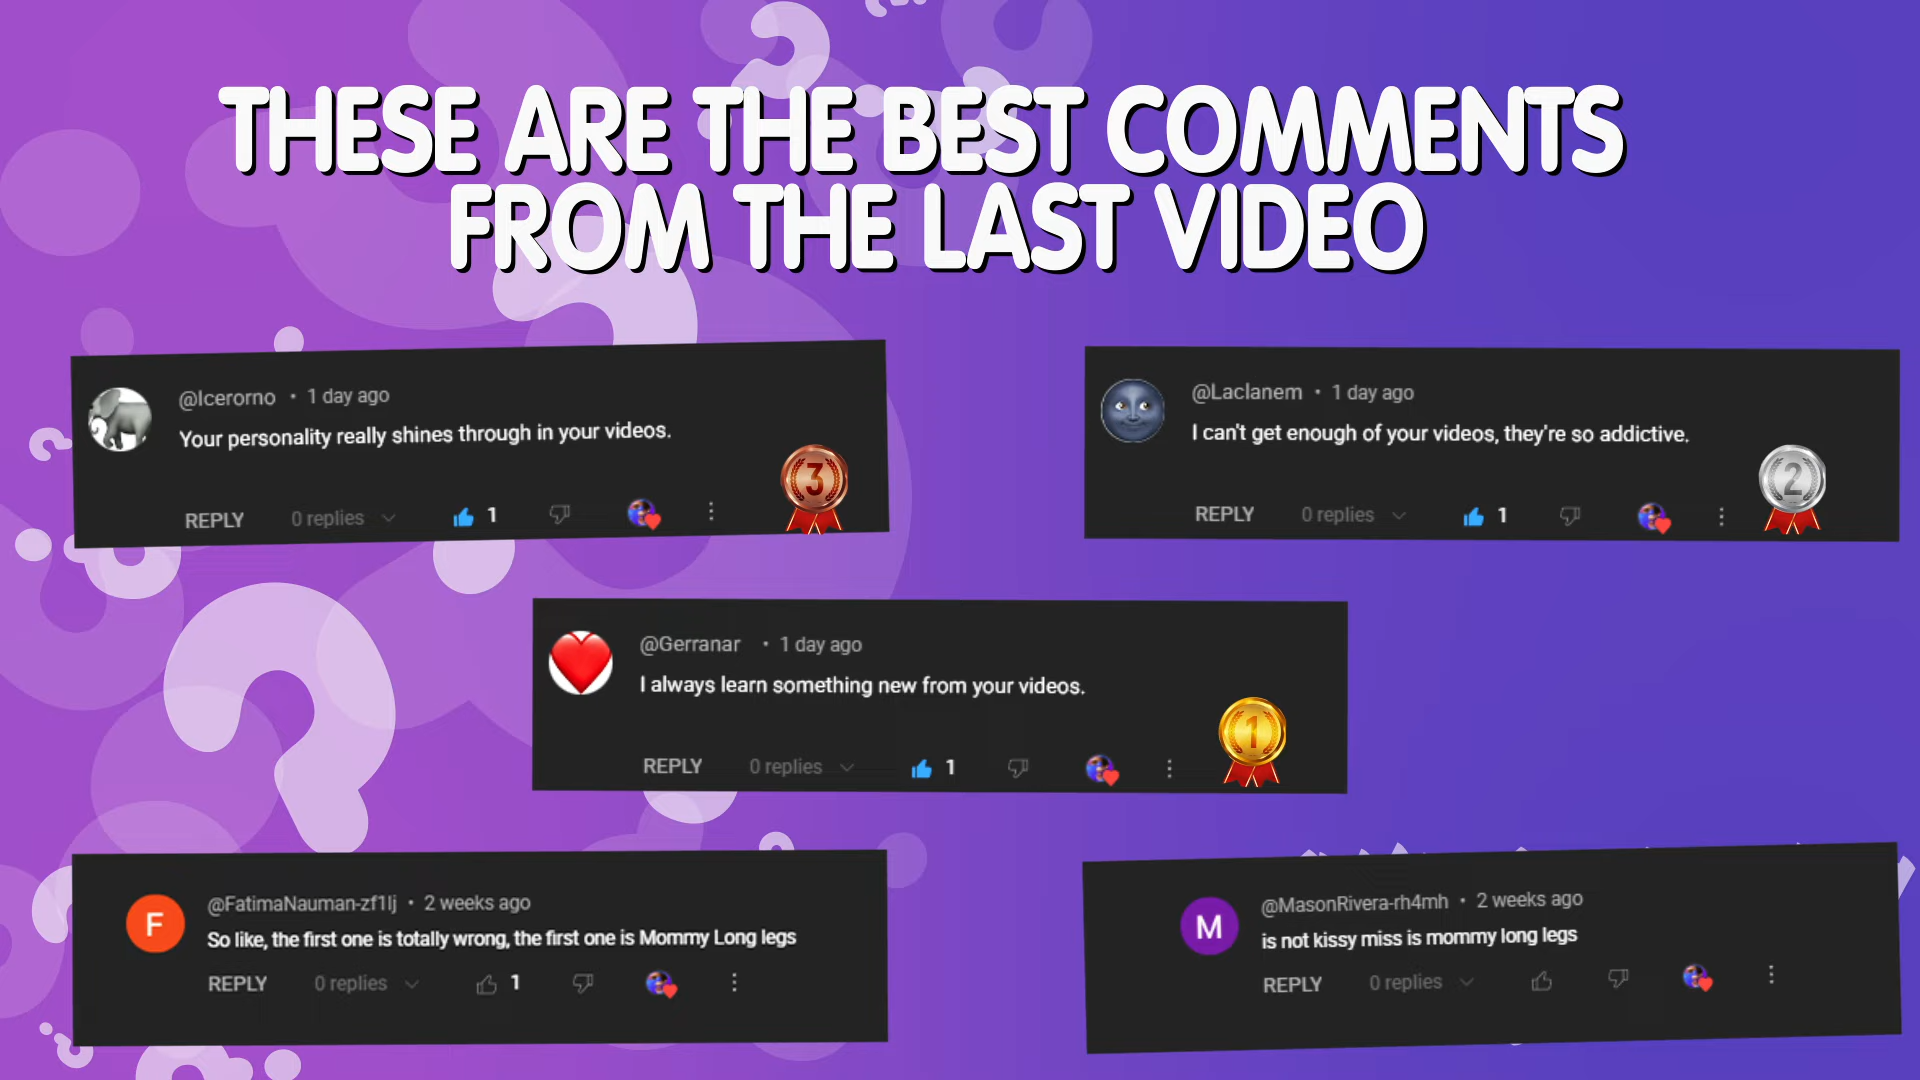 THESE ARE THE BEST COMMENTS
FROM THE LAST VIDEO
@Icerorno • 1 day ago
Your personality really shines through in your videos.
REPLY 0 replies 1
3
@Laclanem • 1 day ago
I can't get enough of your videos, they're so addictive.
REPLY 0 replies 1
2
@Gerranar • 1 day ago
I always learn something new from your videos.
REPLY 0 replies 1
1
F
@FatimaNauman-zf1lj • 2 weeks ago
So like, the first one is totally wrong, the first one is Mommy Long legs
REPLY 0 replies 1
M
@MasonRivera-rh4mh • 2 weeks ago
is not kissy miss is mommy long legs
REPLY 0 replies